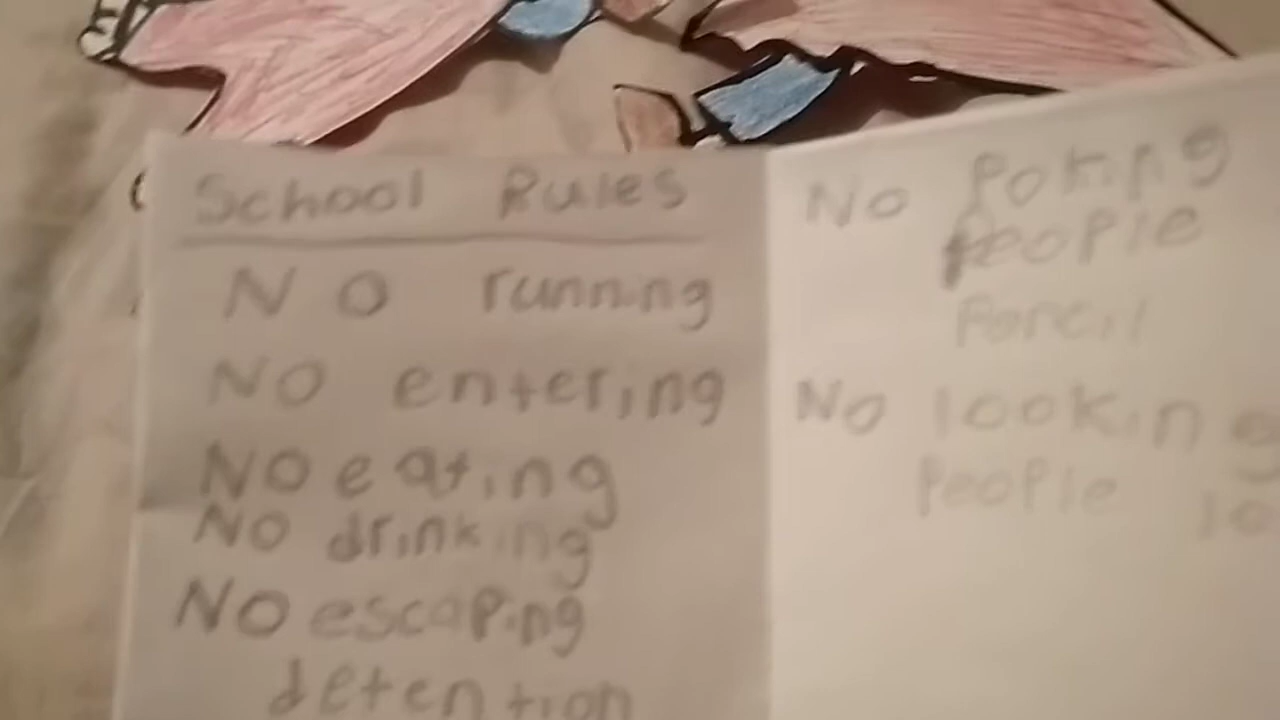 School Rules
NO running
NO entering
NO eating
NO drinking
NO escaping
detention
No Poking
People
Pencil
No looking
People